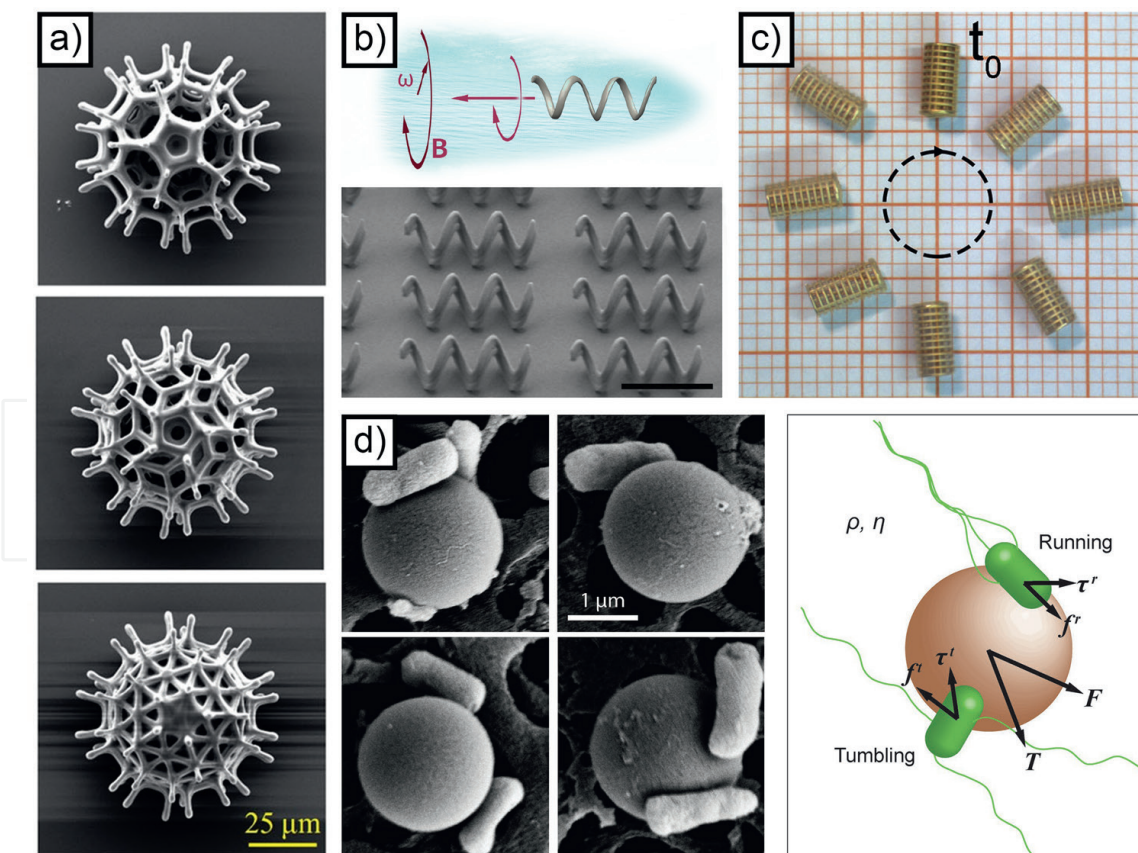 a)
25 µm
b)
ω
B
c)
t₀
d)
1 µm
ρ, η
Running
τʳ
fʳ
fᵗ
τᵗ
F
Tumbling
T